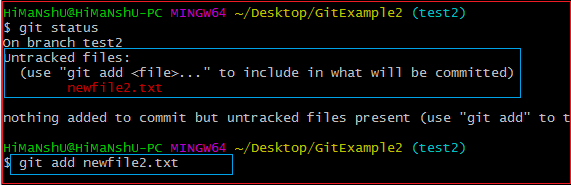 HiMaNshU@HiMaNshU-PC MINGW64 ~/Desktop/GitExample2 (test2)
$ git status
On branch test2
Untracked files:
  (use "git add <file>..." to include in what will be committed)
        newfile2.txt
nothing added to commit but untracked files present (use "git add" to t
HiMaNshU@HiMaNshU-PC MINGW64 ~/Desktop/GitExample2 (test2)
$ git add newfile2.txt